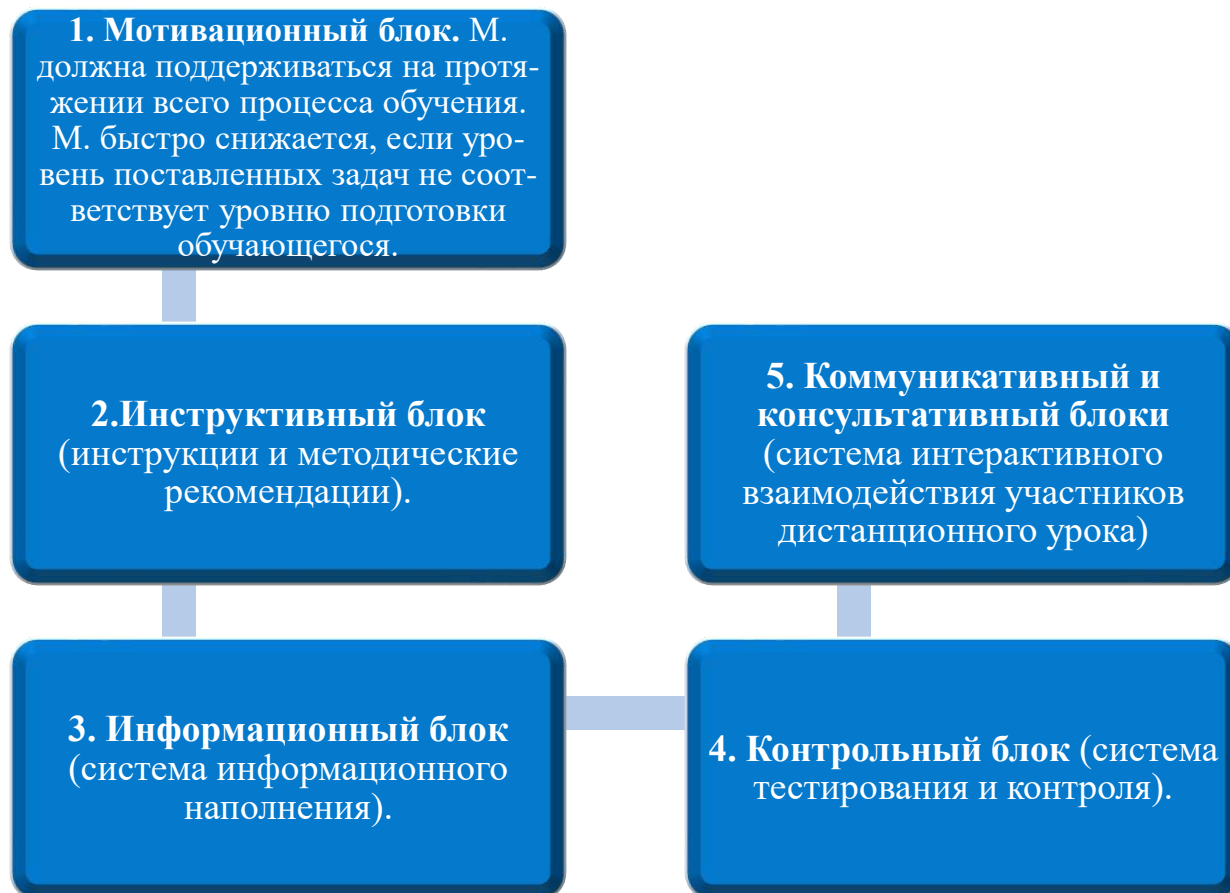 1. Мотивационный блок. М.
должна поддерживаться на протя-
жении всего процесса обучения.
М. быстро снижается, если уро-
вень поставленных задач не соот-
ветствует уровню подготовки
обучающегося.
2.Инструктивный блок
(инструкции и методические
рекомендации).
3. Информационный блок
(система информационного
наполнения).
4. Контрольный блок (система
тестирования и контроля).
5. Коммуникативный и
консультативный блоки
(система интерактивного
взаимодействия участников
дистанционного урока)